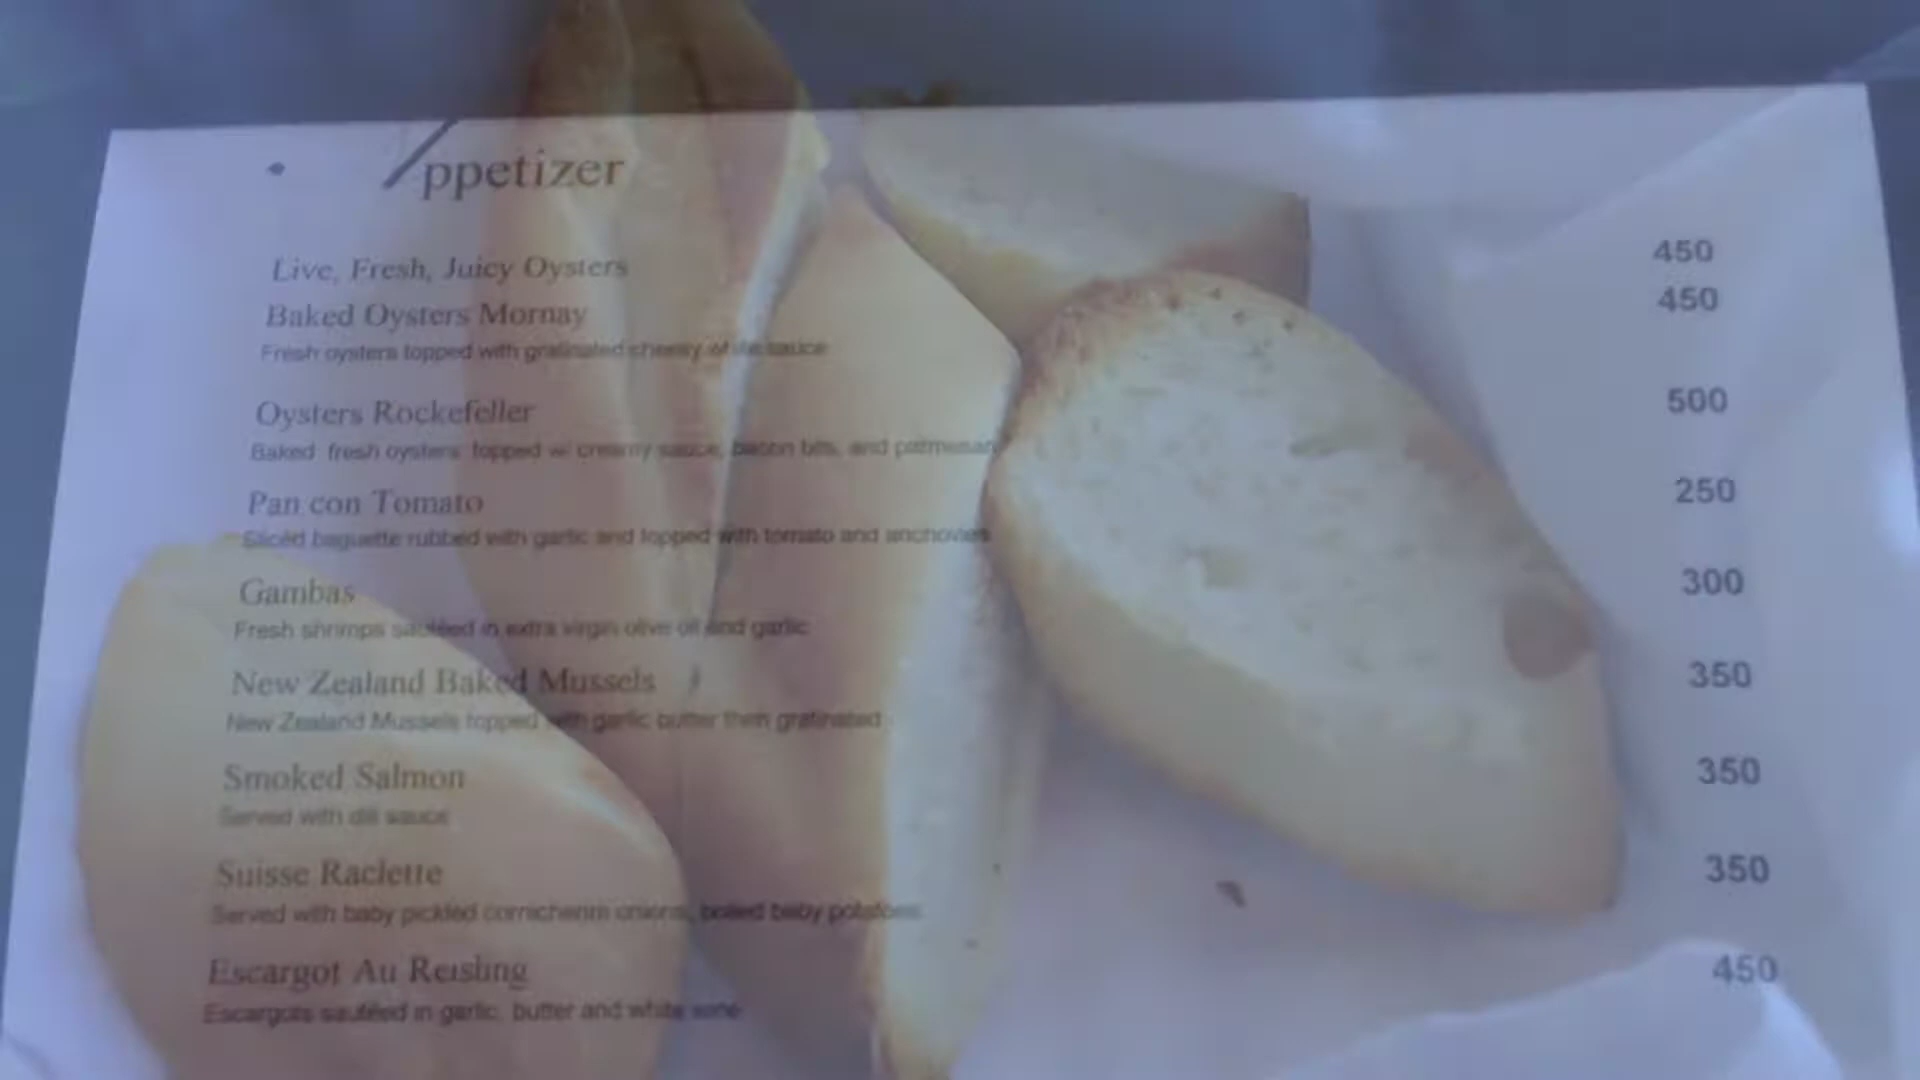 Appetizer
Live, Fresh, Juicy Oysters 450
Baked Oysters Mornay 450
Fresh oysters topped with gratinated cheesy white sauce
Oysters Rockefeller 500
Baked fresh oysters topped w/ creamy sauce, bacon bits, and parmesan
Pan con Tomato 250
Sliced baguette rubbed with garlic and topped with tomato and anchovies
Gambas 300
Fresh shrimps sautéed in extra virgin olive oil and garlic
New Zealand Baked Mussels 350
New Zealand Mussels topped with garlic butter then gratinated
Smoked Salmon 350
Served with dill sauce
Suisse Raclette 350
Served with baby pickled onions, boiled baby potatoes
Escargot Au Reisling 450
Escargots sautéed in garlic, butter and white wine